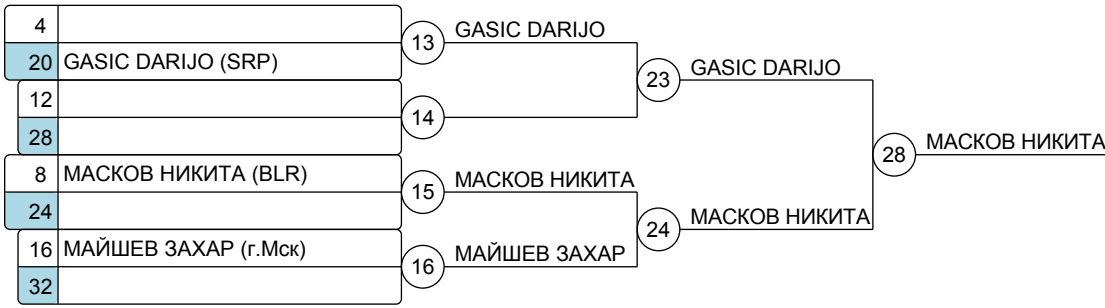 4
20 GASIC DARIJO (SRP)
13 GASIC DARIJO
12
28
14
23 GASIC DARIJO
8 МАСКОВ НИКИТА (BLR)
24
15 МАСКОВ НИКИТА
16 МАЙШЕВ ЗАХАР (г.Мск)
32
16 МАЙШЕВ ЗАХАР
24 МАСКОВ НИКИТА
28 МАСКОВ НИКИТА